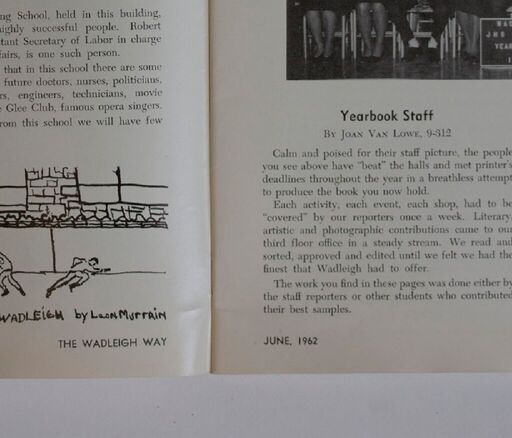 ng School, held in this building,
highly successful people. Robert
tant Secretary of Labor in charge
fairs, is one such person.
that in this school there are some
future doctors, nurses, politicians,
rs, engineers, technicians, movie
e Glee Club, famous opera singers.
rom this school we will have few
WADLEIGH by Leon Murrain
THE WADLEIGH WAY
WAD
JHS
YEAR
1
Yearbook Staff
By Joan Van Lowe, 9-312
Calm and poised for their staff picture, the people
you see above have "beat" the halls and met printer's
deadlines throughout the year in a breathless attempt
to produce the book you now hold.
Each activity, each event, each shop, had to be
"covered" by our reporters once a week. Literary,
artistic and photographic contributions came to our
third floor office in a steady stream. We read and
sorted, approved and edited until we felt we had the
finest that Wadleigh had to offer.
The work you find in these pages was done either by
the staff reporters or other students who contributed
their best samples.
JUNE, 1962